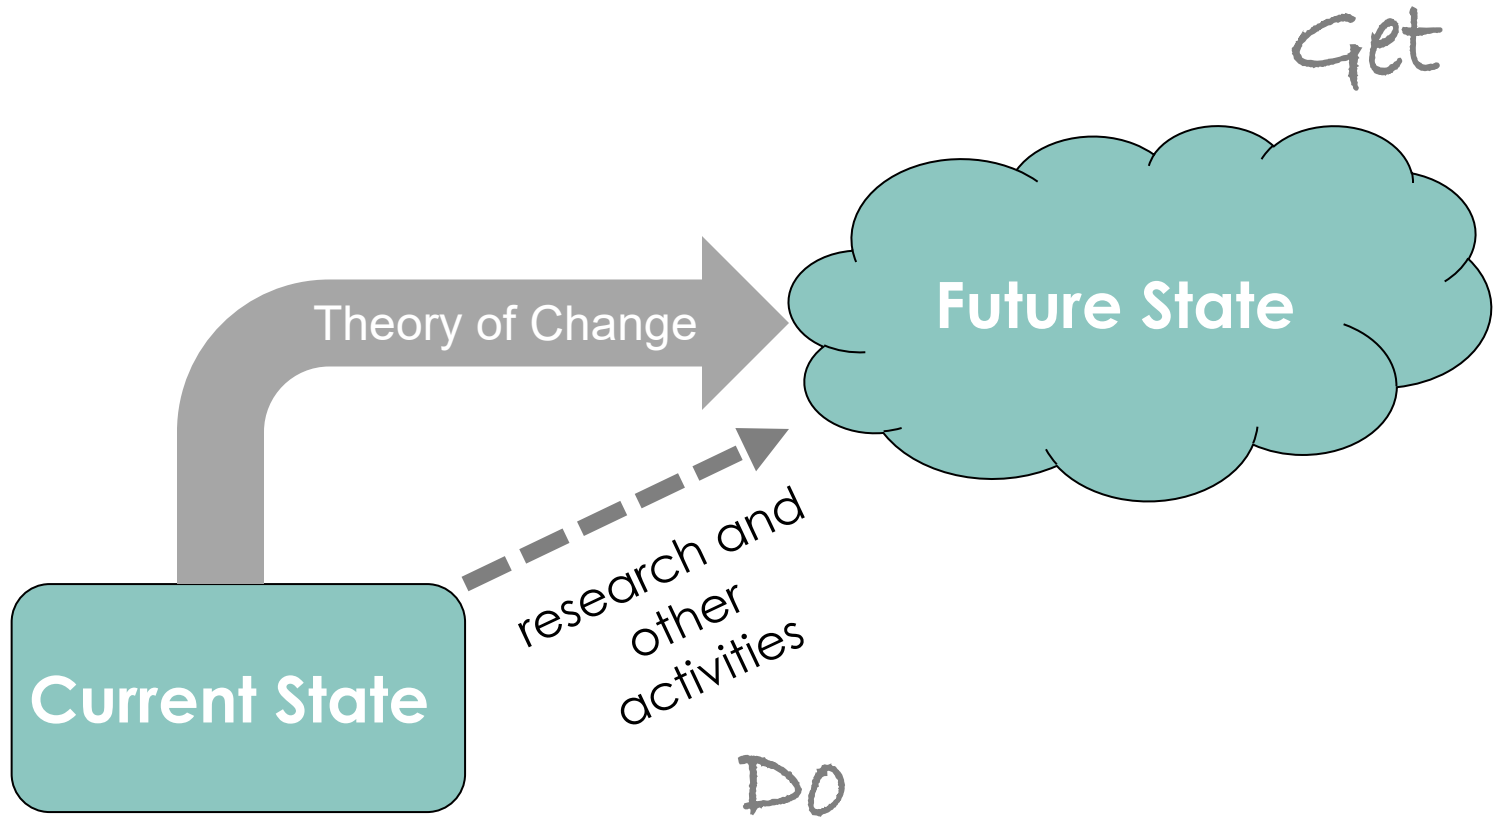 Get
Future State
Theory of Change
research and
other
activities
Current State
Do